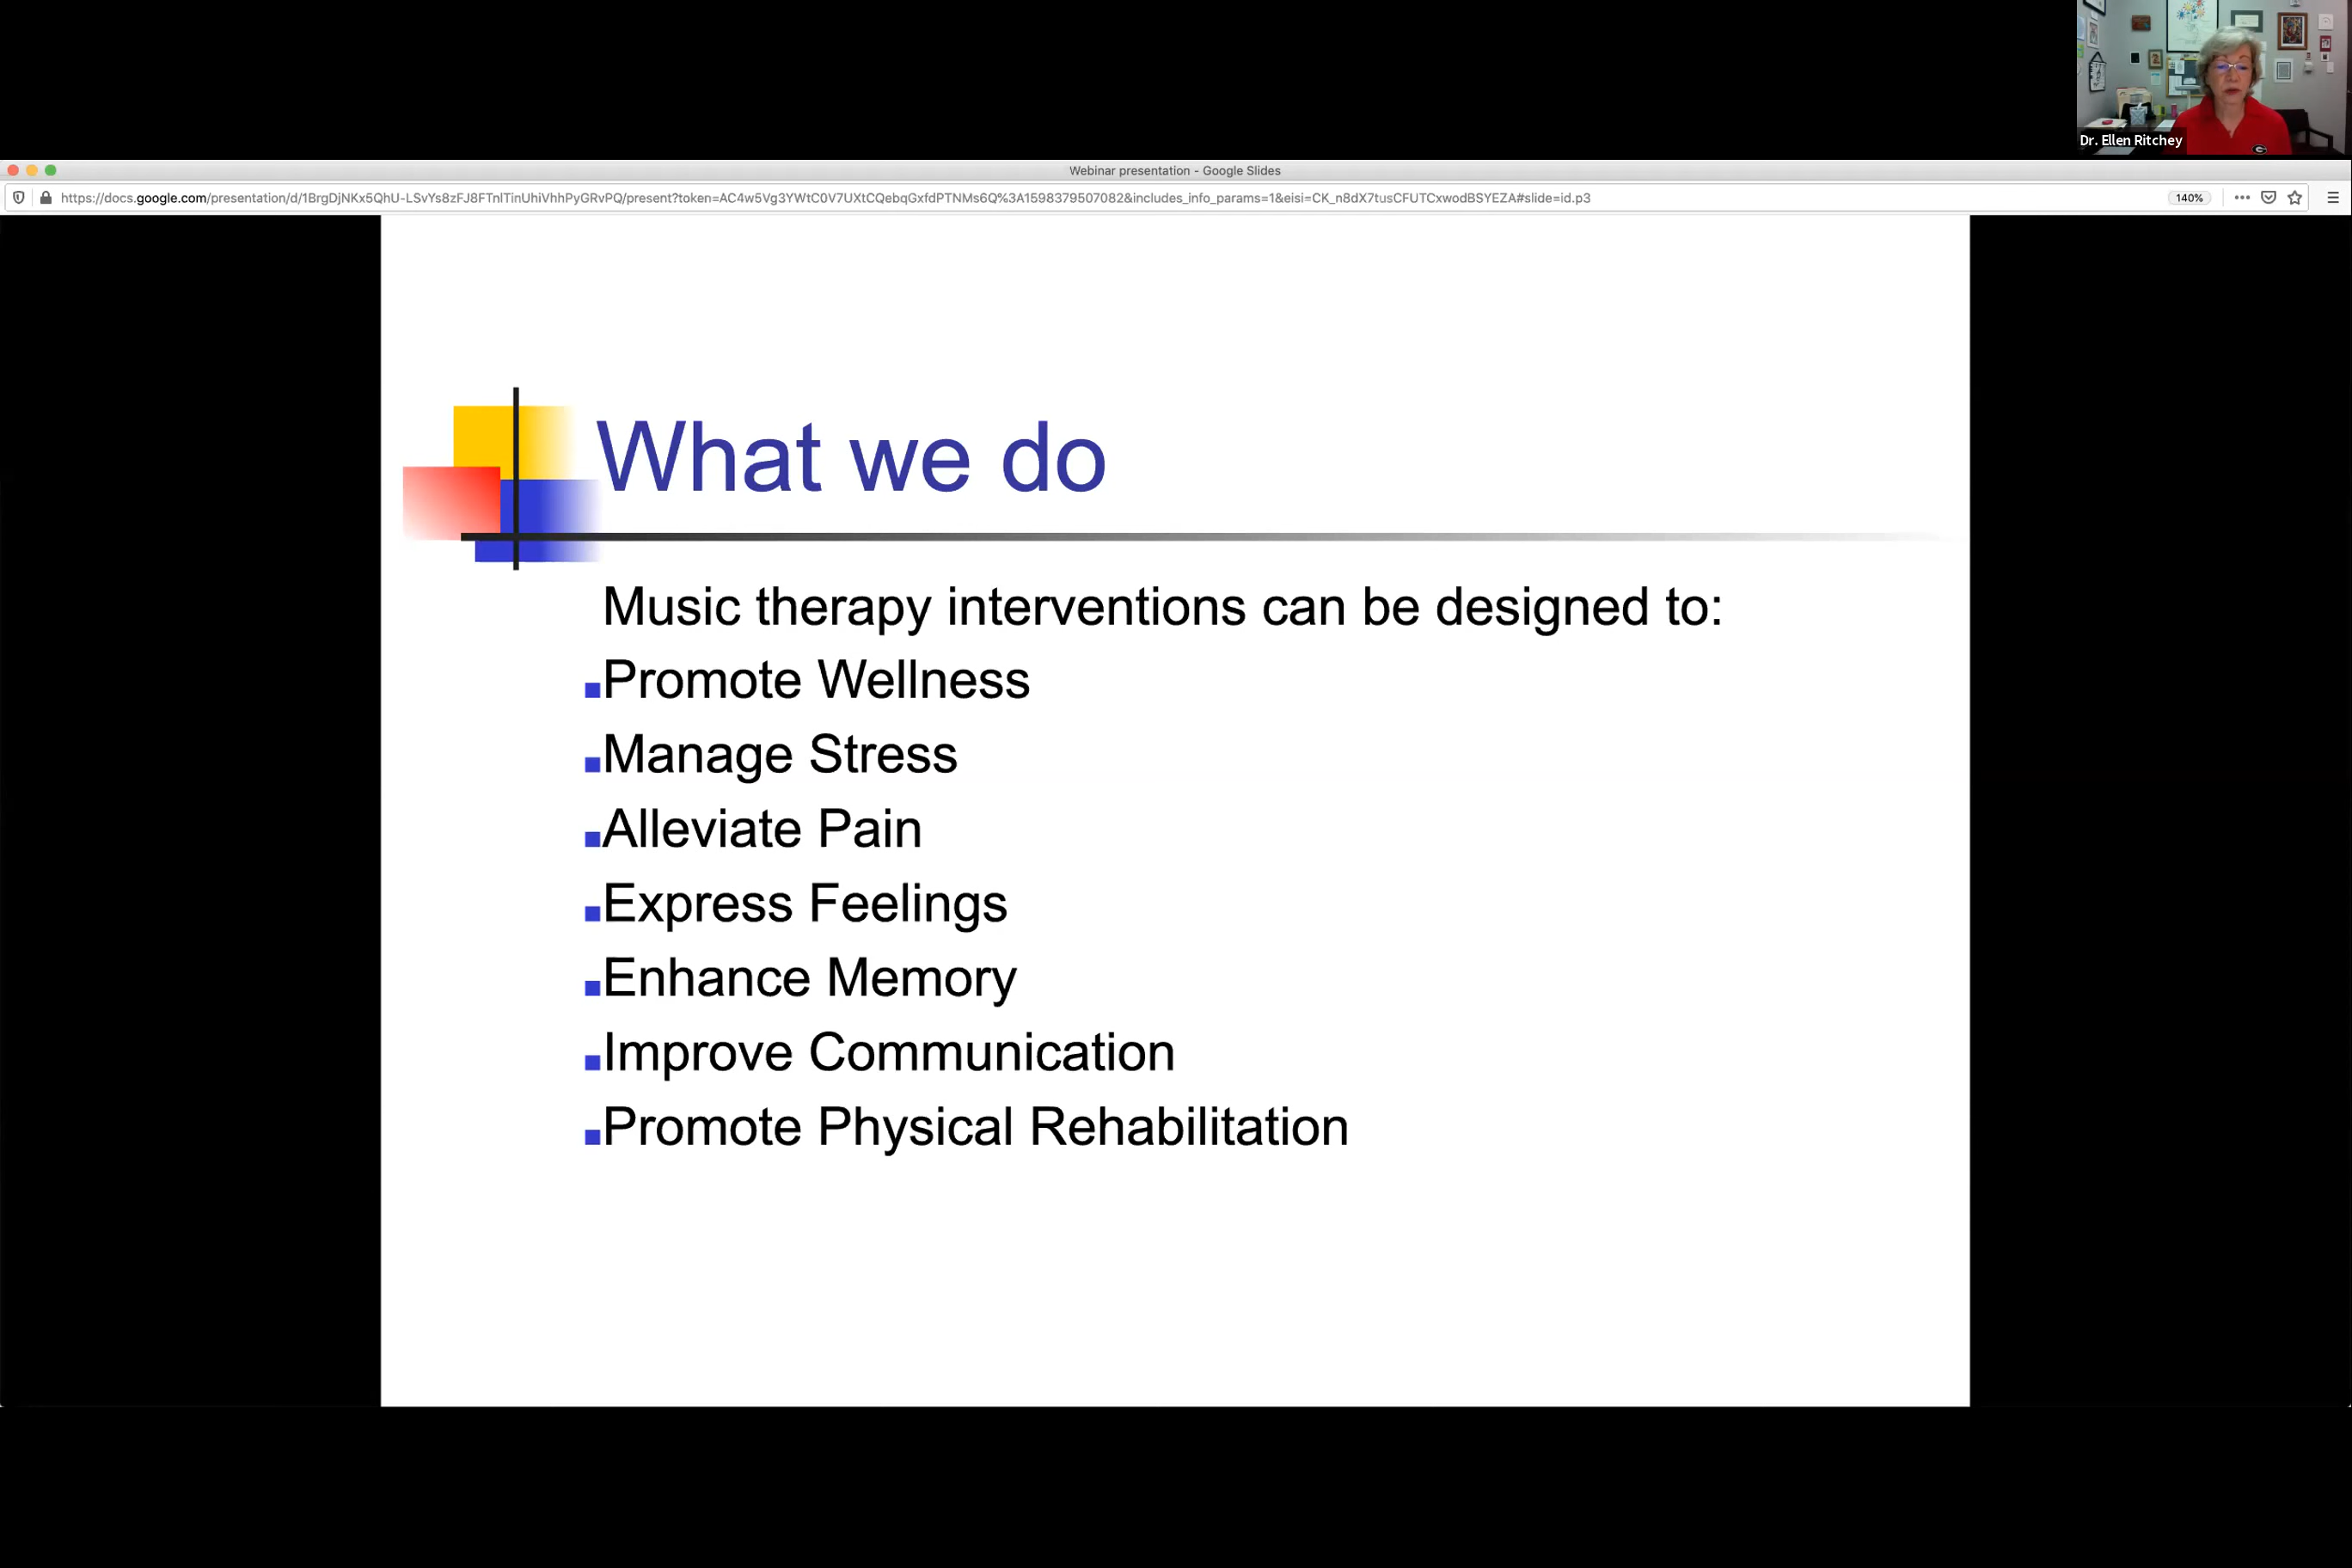 Dr. Ellen Ritchey
Webinar presentation - Google Slides
https://docs.google.com/presentation/d/1BrgDjNKx5QhU-LSvYs8zFJ8FTnlTinUhiVhhPyGRvPQ/present?token=AC4w5Vg3YWtC0V7UXtCQebqGxfdPTNMs6Q%3A1598379507082&includes_info_params=1&eisi=CK_n8dX7tusCFUTCxwodBSYEZA#slide=id.p3
140%
What we do
Music therapy interventions can be designed to:
Promote Wellness
Manage Stress
Alleviate Pain
Express Feelings
Enhance Memory
Improve Communication
Promote Physical Rehabilitation